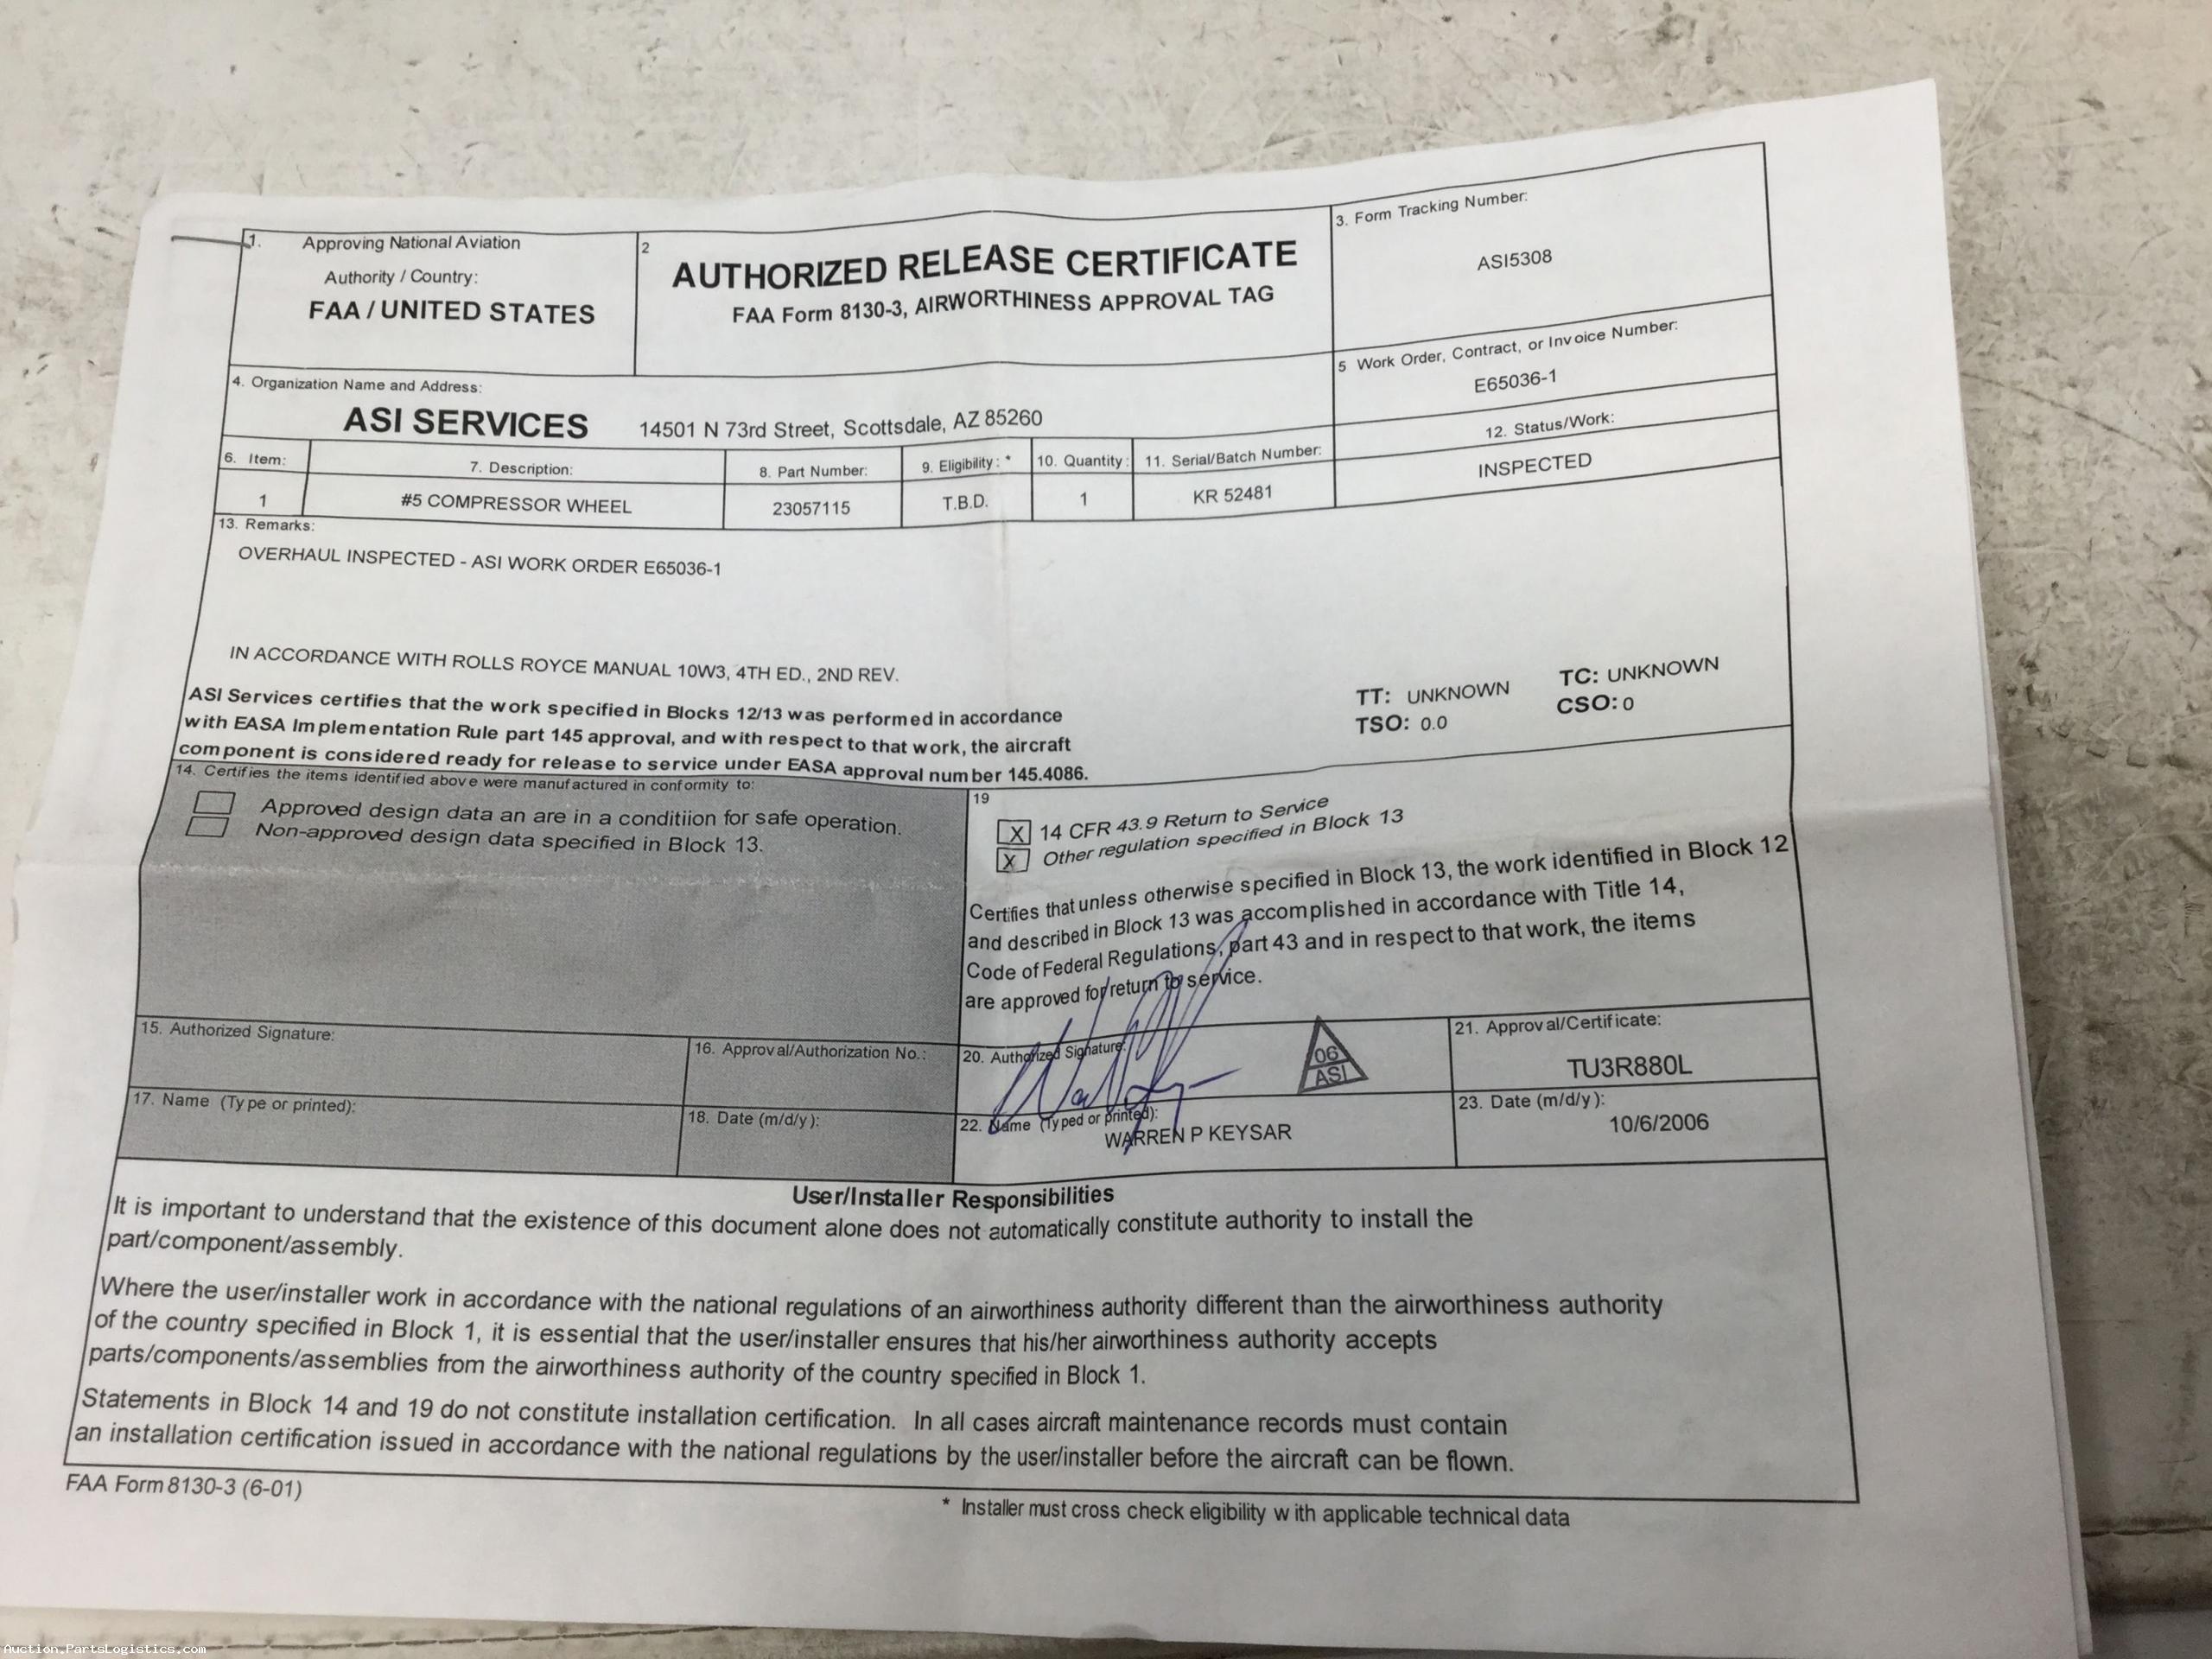 1. Approving National Aviation
Authority / Country:
FAA / UNITED STATES
2
AUTHORIZED RELEASE CERTIFICATE
FAA Form 8130-3, AIRWORTHINESS APPROVAL TAG
3. Form Tracking Number:
ASI5308
4. Organization Name and Address:
ASI SERVICES 14501 N 73rd Street, Scottsdale, AZ 85260
5 Work Order, Contract, or Invoice Number:
E65036-1
6. Item: 7. Description: 8. Part Number: 9. Eligibility: * 10. Quantity: 11. Serial/Batch Number: 12. Status/Work:
1 #5 COMPRESSOR WHEEL 23057115 T.B.D. 1 KR 52481 INSPECTED
13. Remarks:
OVERHAUL INSPECTED - ASI WORK ORDER E65036-1
IN ACCORDANCE WITH ROLLS ROYCE MANUAL 10W3, 4TH ED., 2ND REV.
ASI Services certifies that the work specified in Blocks 12/13 was performed in accordance
with EASA Implementation Rule part 145 approval, and with respect to that work, the aircraft
component is considered ready for release to service under EASA approval number 145.4086.
TT: UNKNOWN TC: UNKNOWN
TSO: 0.0 CSO: 0
14. Certifies the items identified above were manufactured in conformity to:
Approved design data an are in a conditiion for safe operation.
Non-approved design data specified in Block 13.
19
X 14 CFR 43.9 Return to Service
X Other regulation specified in Block 13
Certifies that unless otherwise specified in Block 13, the work identified in Block 12
and described in Block 13 was accomplished in accordance with Title 14,
Code of Federal Regulations, part 43 and in respect to that work, the items
are approved for return to service.
15. Authorized Signature:
16. Approval/Authorization No.:
20. Authorized Signature:
06
ASI
21. Approval/Certificate:
TU3R880L
17. Name (Type or printed):
18. Date (m/d/y):
22. Name (Typed or printed):
WARREN P KEYSAR
23. Date (m/d/y):
10/6/2006
User/Installer Responsibilities
It is important to understand that the existence of this document alone does not automatically constitute authority to install the
part/component/assembly.
Where the user/installer work in accordance with the national regulations of an airworthiness authority different than the airworthiness authority
of the country specified in Block 1, it is essential that the user/installer ensures that his/her airworthiness authority accepts
parts/components/assemblies from the airworthiness authority of the country specified in Block 1.
Statements in Block 14 and 19 do not constitute installation certification. In all cases aircraft maintenance records must contain
an installation certification issued in accordance with the national regulations by the user/installer before the aircraft can be flown.
FAA Form 8130-3 (6-01)
* Installer must cross check eligibility with applicable technical data
Auction.PartsLogistics.com